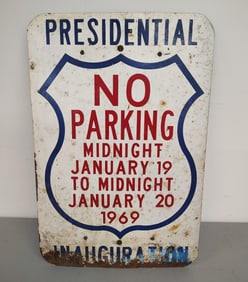 PRESIDENTIAL
NO
PARKING
MIDNIGHT
JANUARY 19
TO MIDNIGHT
JANUARY 20
1969
INAUGURATION